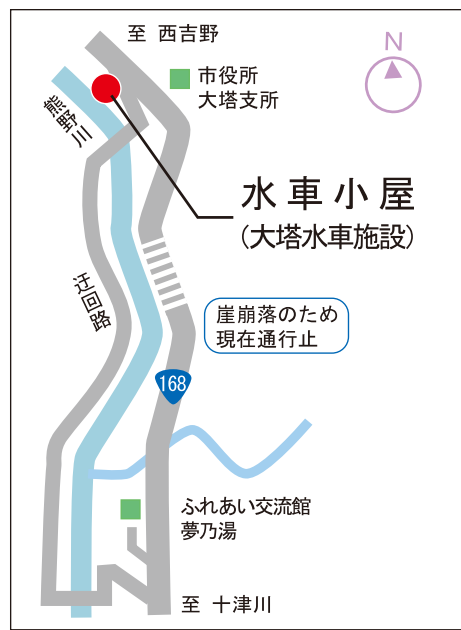 至 西吉野
N
市役所
大塔支所
熊野川
水車小屋
(大塔水車施設)
迂回路
崖崩落のため
現在通行止
168
ふれあい交流館
夢乃湯
至 十津川